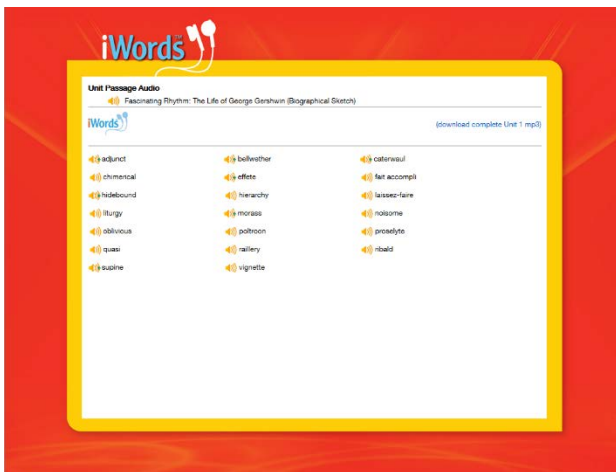 iWords™
Unit Passage Audio
Fascinating Rhythm: The Life of George Gershwin (Biographical Sketch)
iWords
(download complete Unit 1 mp3)
adjunct bellwether caterwaul
chimerical effete fait accompli
hidebound hierarchy laissez-faire
liturgy morass noisome
oblivious poltroon proselyte
quasi raillery ribald
supine vignette